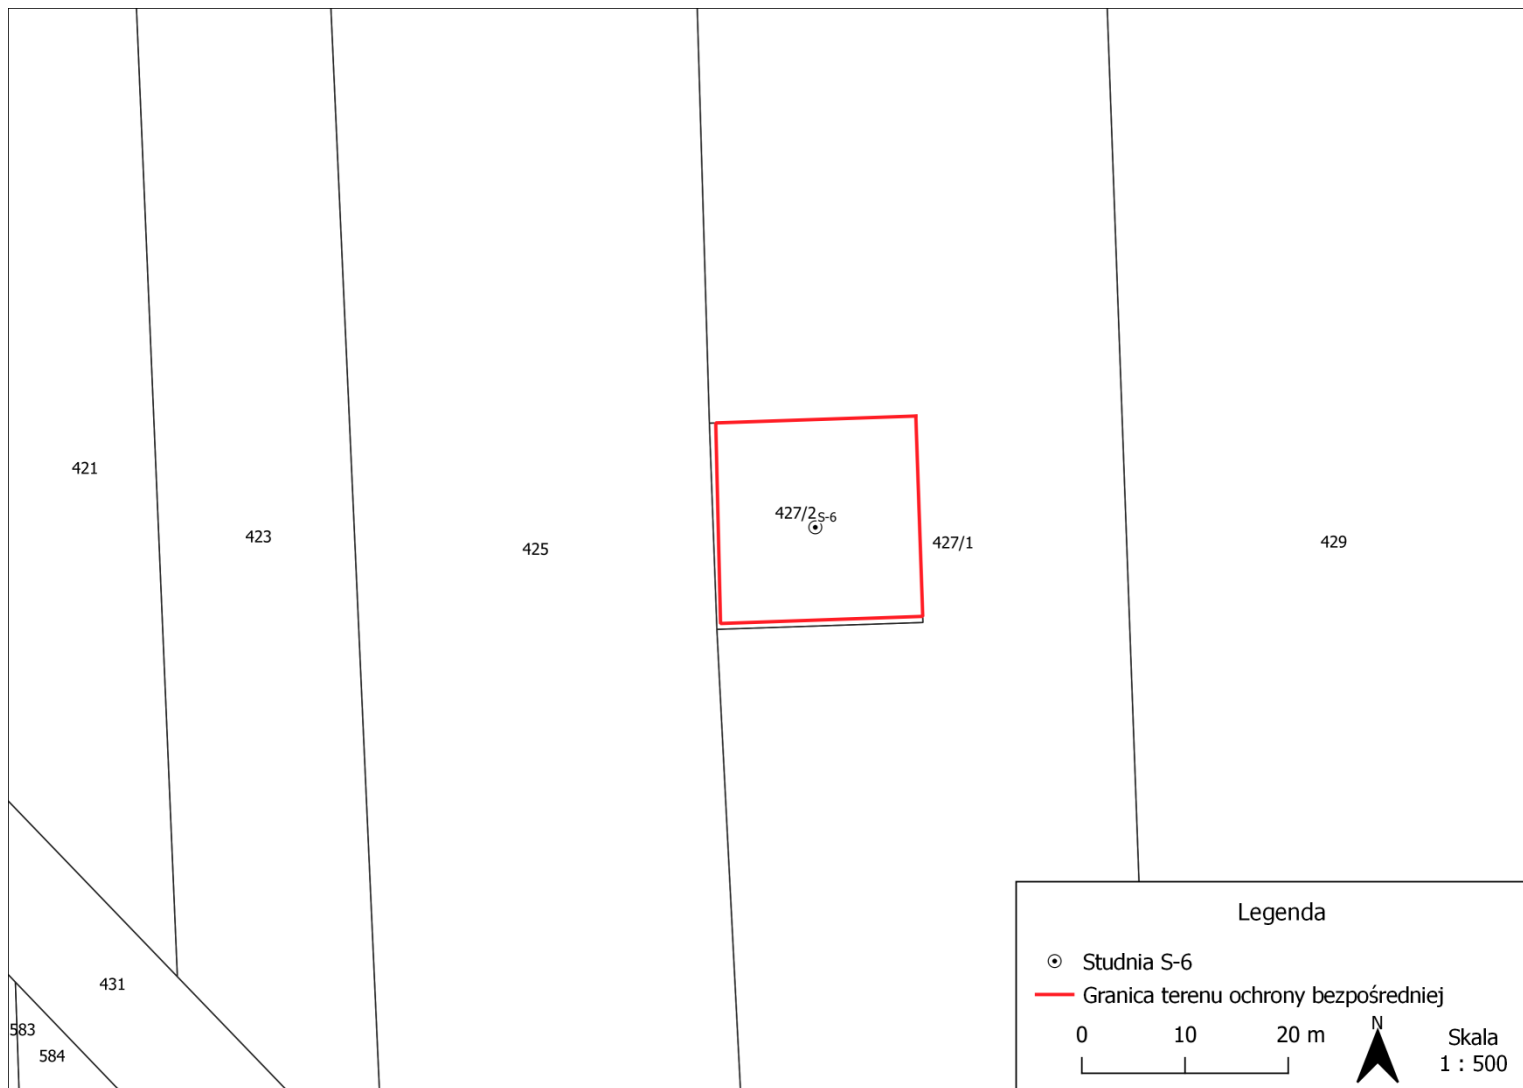 421
423
425
427/2 S-6
427/1
429
431
583
584
Legenda
Studnia S-6
Granica terenu ochrony bezpośredniej
0 10 20 m
N
Skala
1 : 500